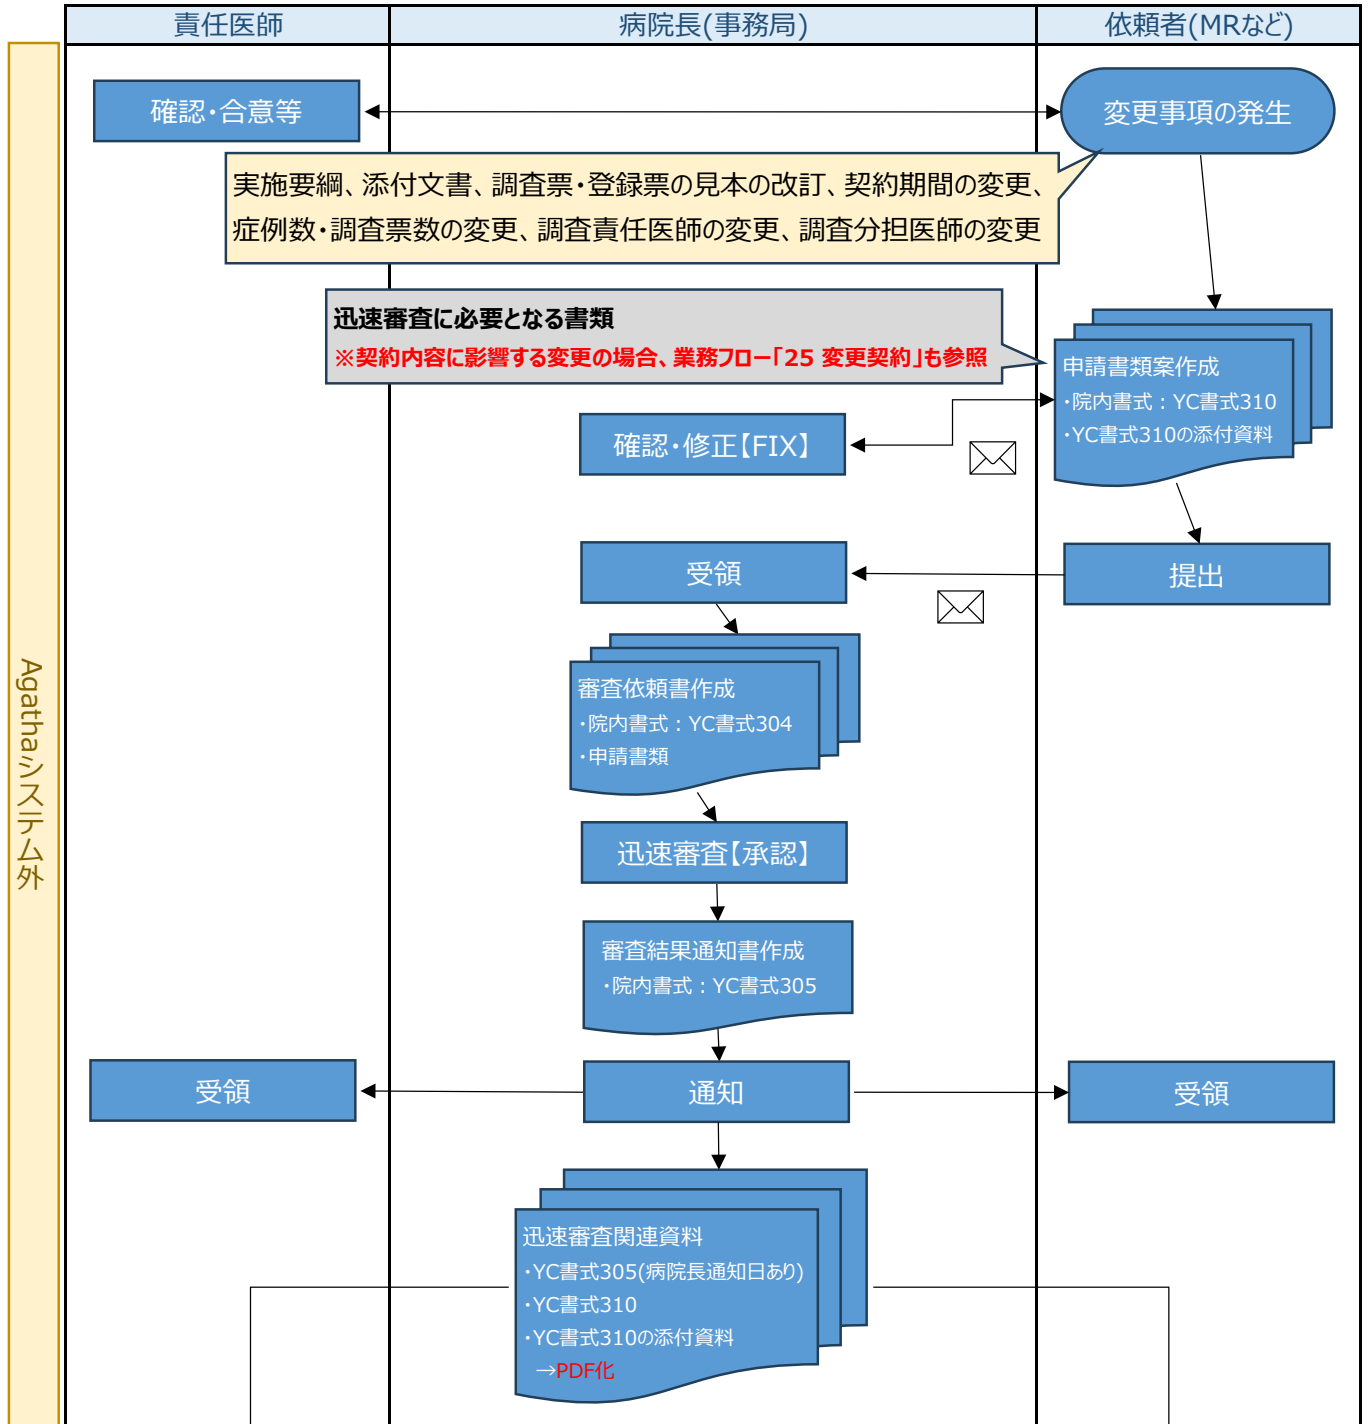 責任医師
病院長(事務局)
依頼者(MRなど)
Agathaシステム外
確認・合意等
変更事項の発生
実施要綱、添付文書、調査票・登録票の見本の改訂、契約期間の変更、
症例数・調査票数の変更、調査責任医師の変更、調査分担医師の変更
迅速審査に必要となる書類
※契約内容に影響する変更の場合、業務フロー「25 変更契約」も参照
申請書類案作成
・院内書式：YC書式310
・YC書式310の添付資料
確認・修正【FIX】
受領
提出
審査依頼書作成
・院内書式：YC書式304
・申請書類
迅速審査【承認】
審査結果通知書作成
・院内書式：YC書式305
受領
通知
受領
迅速審査関連資料
・YC書式305(病院長通知日あり)
・YC書式310
・YC書式310の添付資料
→PDF化